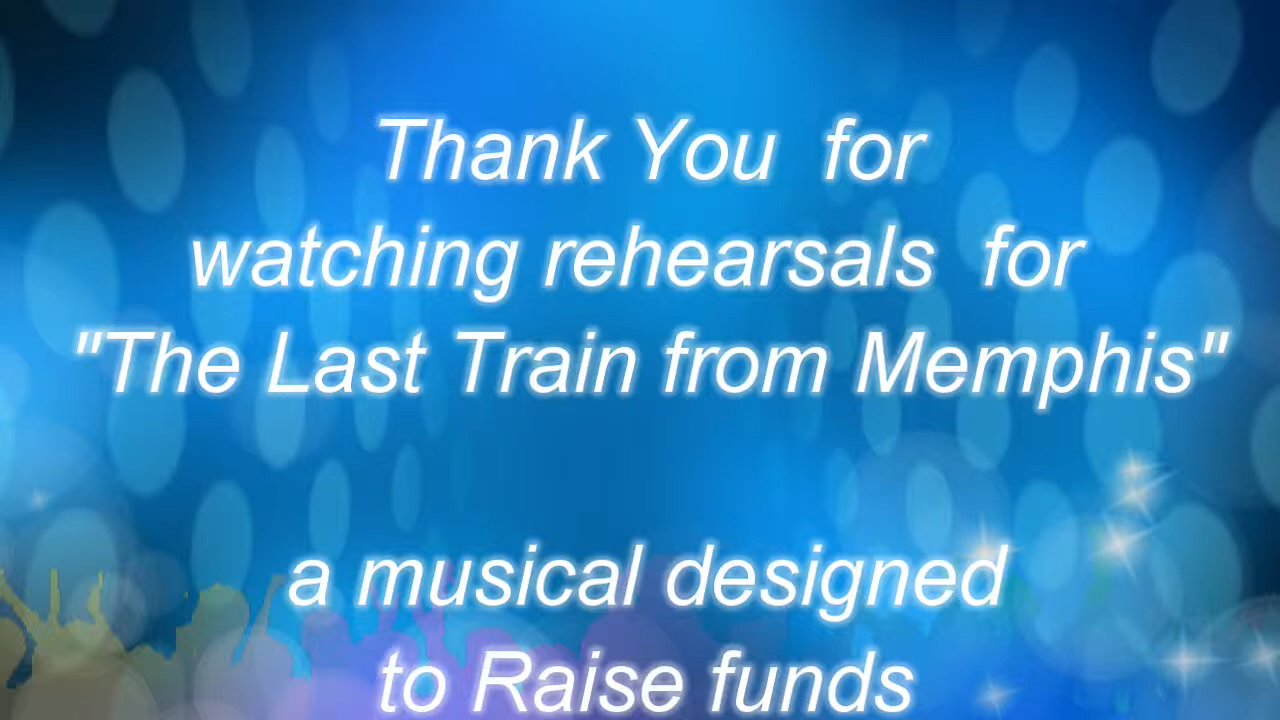 Thank You for
watching rehearsals for
"The Last Train from Memphis"
a musical designed
to Raise funds